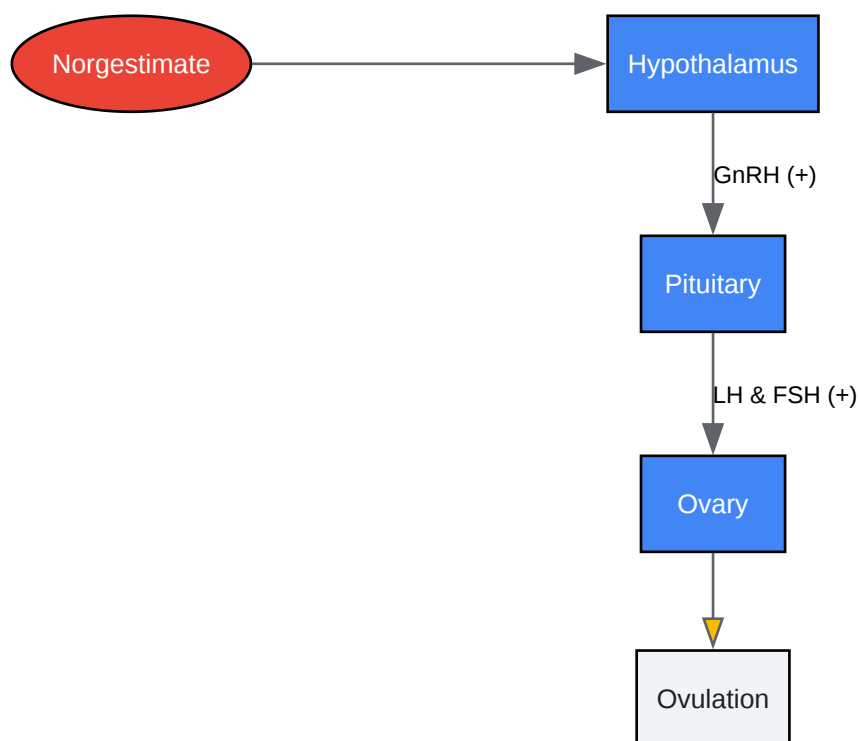 Norgestimate
Hypothalamus
GnRH (+)
Pituitary
LH & FSH (+)
Ovary
Ovulation